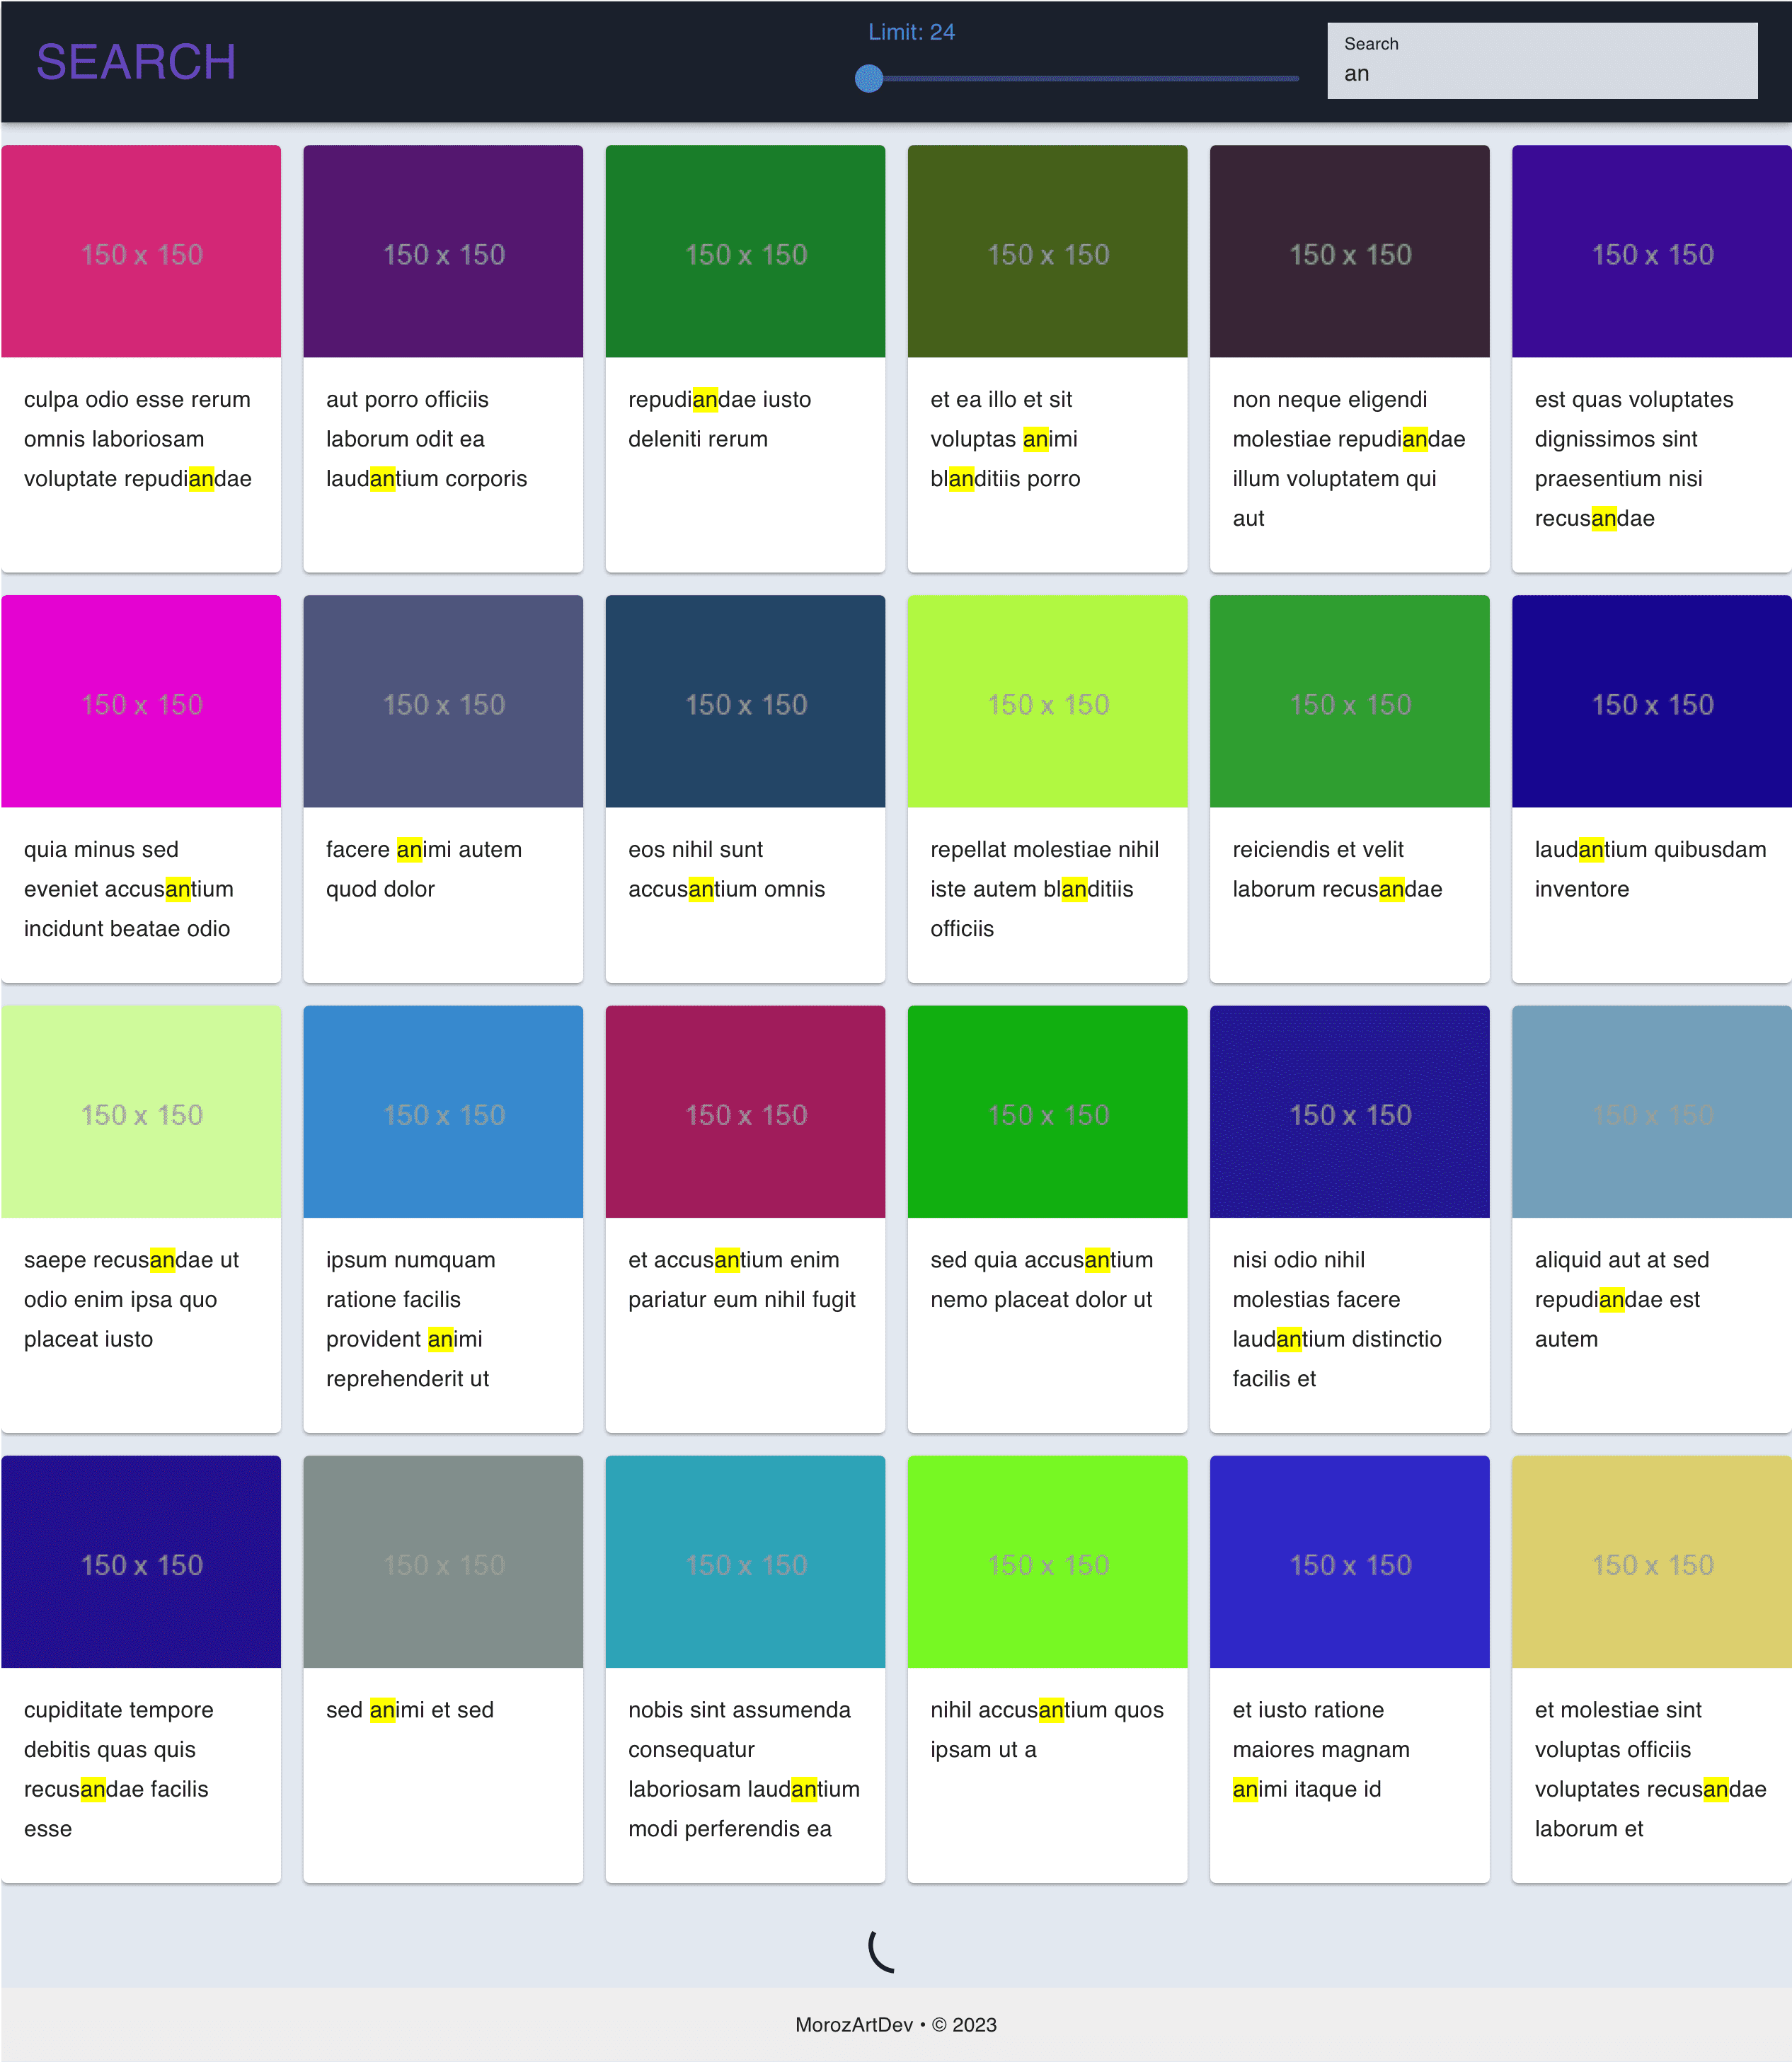 SEARCH
Limit: 24
Search
an
150 x 150
150 x 150
150 x 150
150 x 150
150 x 150
150 x 150
culpa odio esse rerum
omnis laboriosam
voluptate repudiandae
aut porro officiis
laborum odit ea
laudantium corporis
repudiandae iusto
deleniti rerum
et ea illo et sit
voluptas animi
blanditiis porro
non neque eligendi
molestiae repudiandae
illum voluptatem qui
aut
est quas voluptates
dignissimos sint
praesentium nisi
recusandae
150 x 150
150 x 150
150 x 150
150 x 150
150 x 150
150 x 150
quia minus sed
eveniet accusantium
incidunt beatae odio
facere animi autem
quod dolor
eos nihil sunt
accusantium omnis
repellat molestiae nihil
iste autem blanditiis
officiis
reiciendis et velit
laborum recusandae
laudantium quibusdam
inventore
150 x 150
150 x 150
150 x 150
150 x 150
150 x 150
150 x 150
saepe recusandae ut
odio enim ipsa quo
placeat iusto
ipsum numquam
ratione facilis
provident animi
reprehenderit ut
et accusantium enim
pariatur eum nihil fugit
sed quia accusantium
nemo placeat dolor ut
nisi odio nihil
molestias facere
laudantium distinctio
facilis et
aliquid aut at sed
repudiandae est
autem
150 x 150
150 x 150
150 x 150
150 x 150
150 x 150
150 x 150
cupiditate tempore
debitis quas quis
recusandae facilis
esse
sed animi et sed
nobis sint assumenda
consequatur
laboriosam laudantium
modi perferendis ea
nihil accusantium quos
ipsam ut a
et iusto ratione
maiores magnam
animi itaque id
et molestiae sint
voluptas officiis
voluptates recusandae
laborum et
MorozArtDev • © 2023